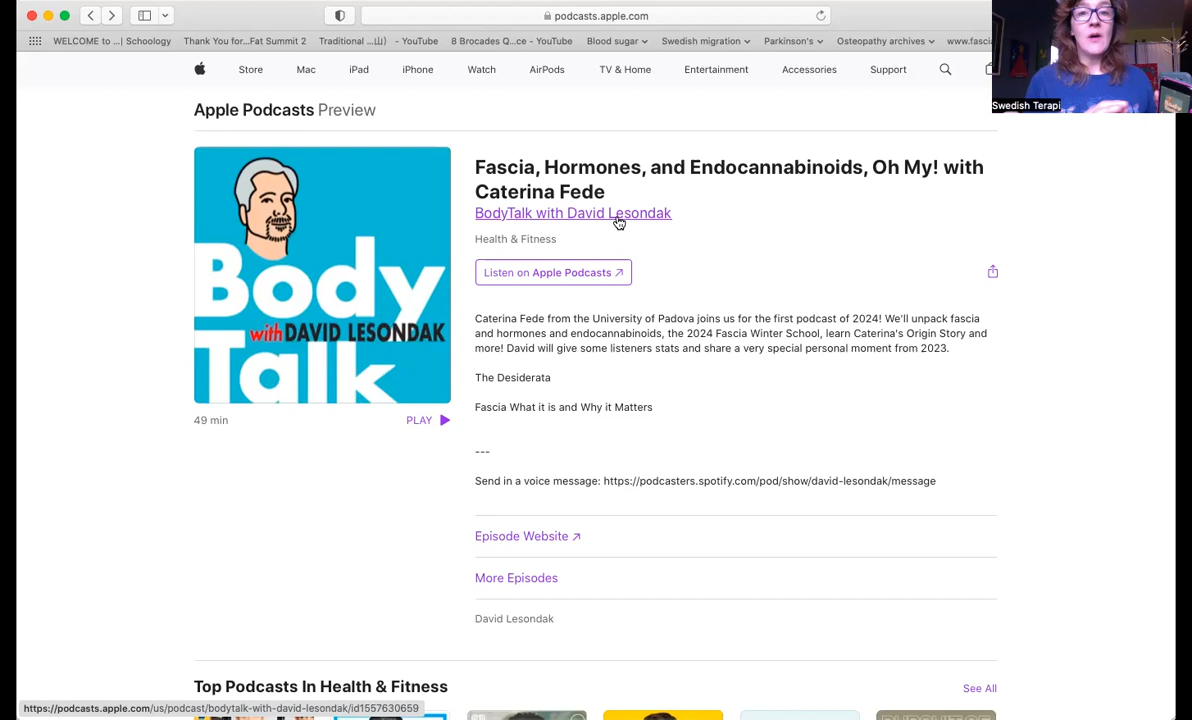 podcasts.apple.com
WELCOME to ...| Schoology
Thank You for...Fat Summit 2
Traditional ...山) - YouTube
8 Brocades Q...ce - YouTube
Blood sugar
Swedish migration
Parkinson's
Osteopathy archives
www.fascia
Store
Mac
iPad
iPhone
Watch
AirPods
TV & Home
Entertainment
Accessories
Support
Swedish Terapi
Apple Podcasts Preview
Body
with DAVID LESONDAK
Talk
49 min
PLAY
Fascia, Hormones, and Endocannabinoids, Oh My! with
Caterina Fede
BodyTalk with David Lesondak
Health & Fitness
Listen on Apple Podcasts ↗
Caterina Fede from the University of Padova joins us for the first podcast of 2024! We'll unpack fascia
and hormones and endocannabinoids, the 2024 Fascia Winter School, learn Caterina's Origin Story and
more! David will give some listeners stats and share a very special personal moment from 2023.
The Desiderata
Fascia What it is and Why it Matters
---
Send in a voice message: https://podcasters.spotify.com/pod/show/david-lesondak/message
Episode Website ↗
More Episodes
David Lesondak
Top Podcasts In Health & Fitness
See All
https://podcasts.apple.com/us/podcast/bodytalk-with-david-lesondak/id1557630659